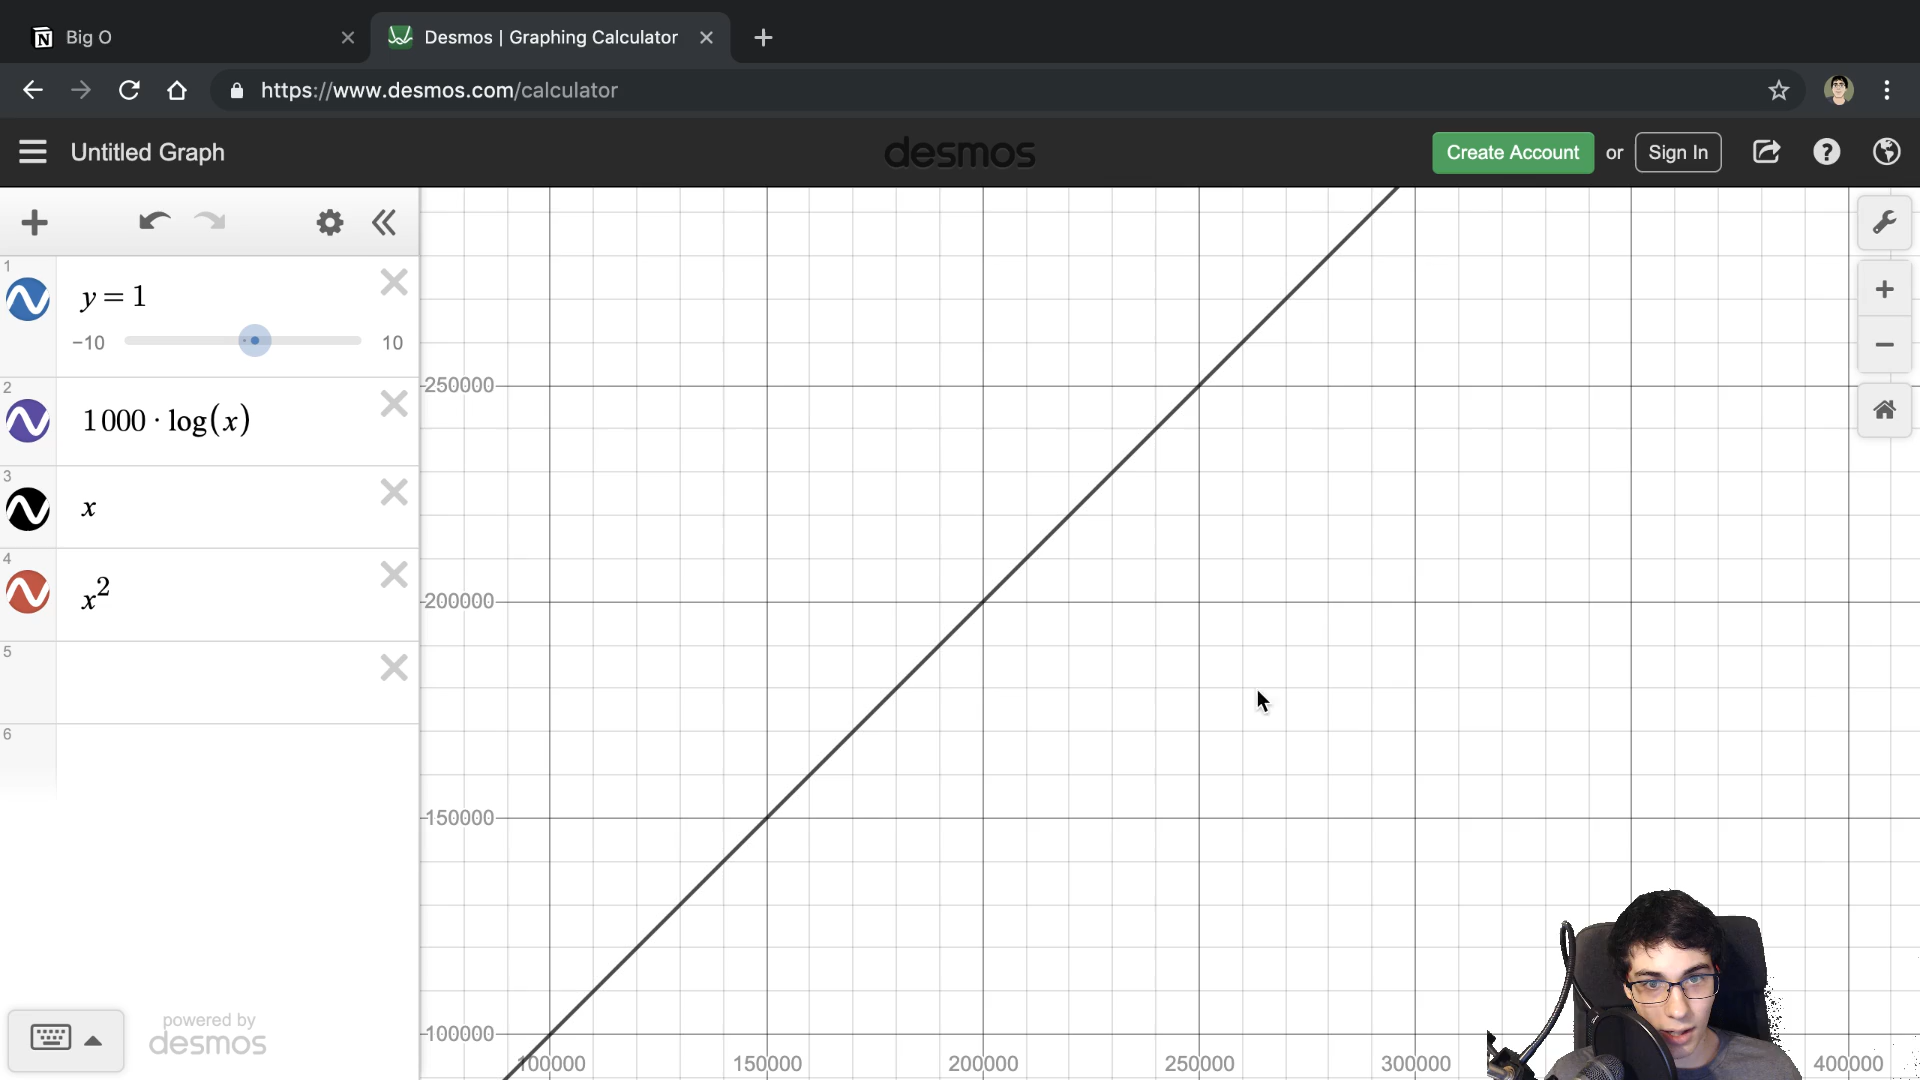 Big O
Desmos | Graphing Calculator
https://www.desmos.com/calculator
Untitled Graph
desmos
Create Account
or
Sign In
1
y = 1
-10
10
2
1000 · log(x)
3
x
4
x²
5
6
250000
200000
150000
100000
100000
150000
200000
250000
300000
400000
powered by
desmos